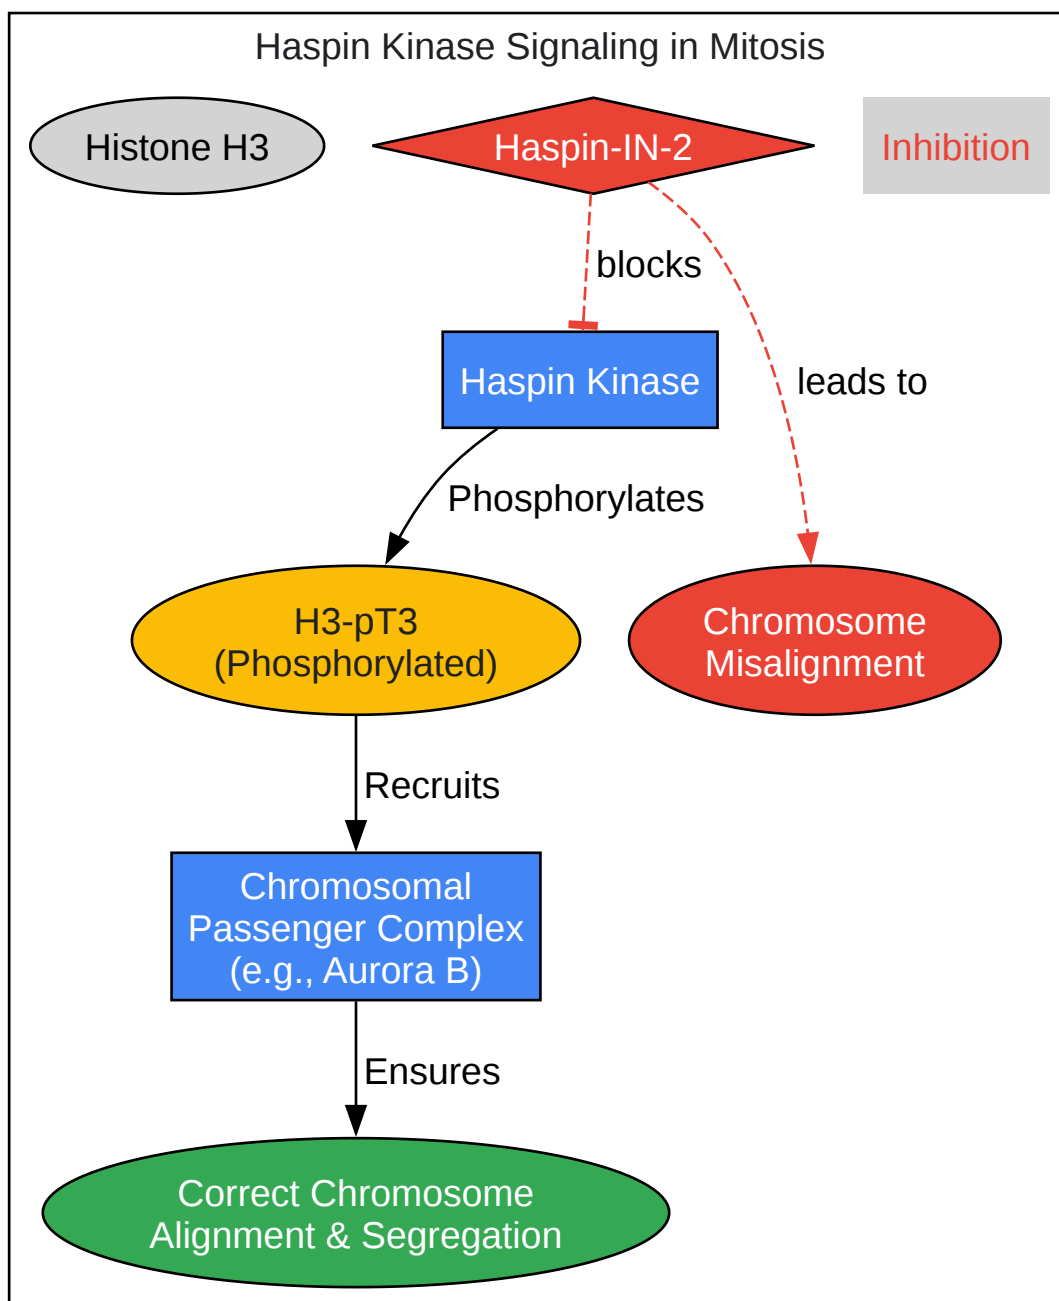 Haspin Kinase Signaling in Mitosis
Histone H3
Haspin-IN-2
Inhibition
blocks
Haspin Kinase
leads to
Phosphorylates
H3-pT3
(Phosphorylated)
Chromosome
Misalignment
Recruits
Chromosomal
Passenger Complex
(e.g., Aurora B)
Ensures
Correct Chromosome
Alignment & Segregation